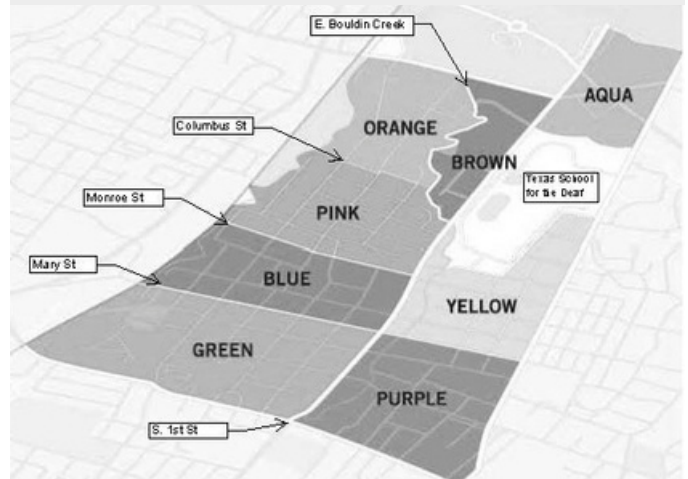 E. Bouldin Creek
AQUA
ORANGE
Columbus St
BROWN
Texas School
for the Deaf
Monroe St
PINK
Mary St
BLUE
YELLOW
GREEN
PURPLE
S. 1st St